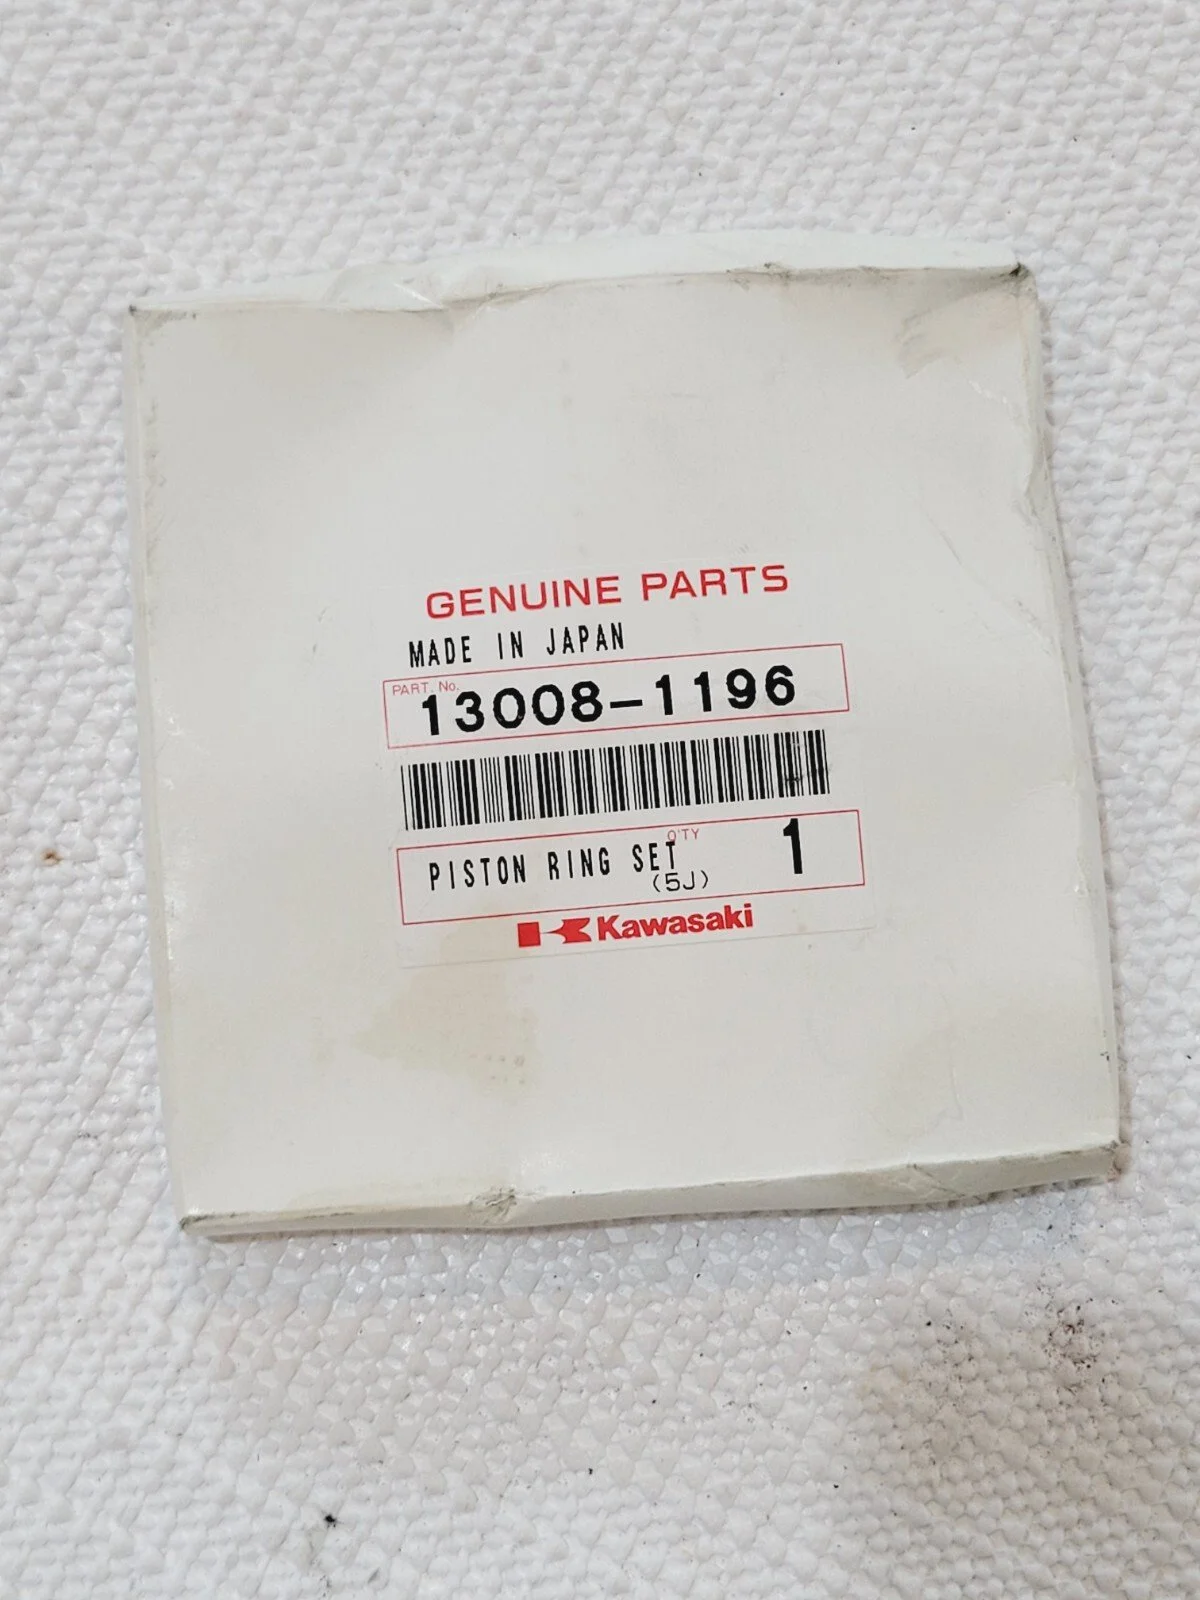 GENUINE PARTS
MADE IN JAPAN
PART. No.
13008-1196
Q'TY
PISTON RING SET 1
(5J)
Kawasaki